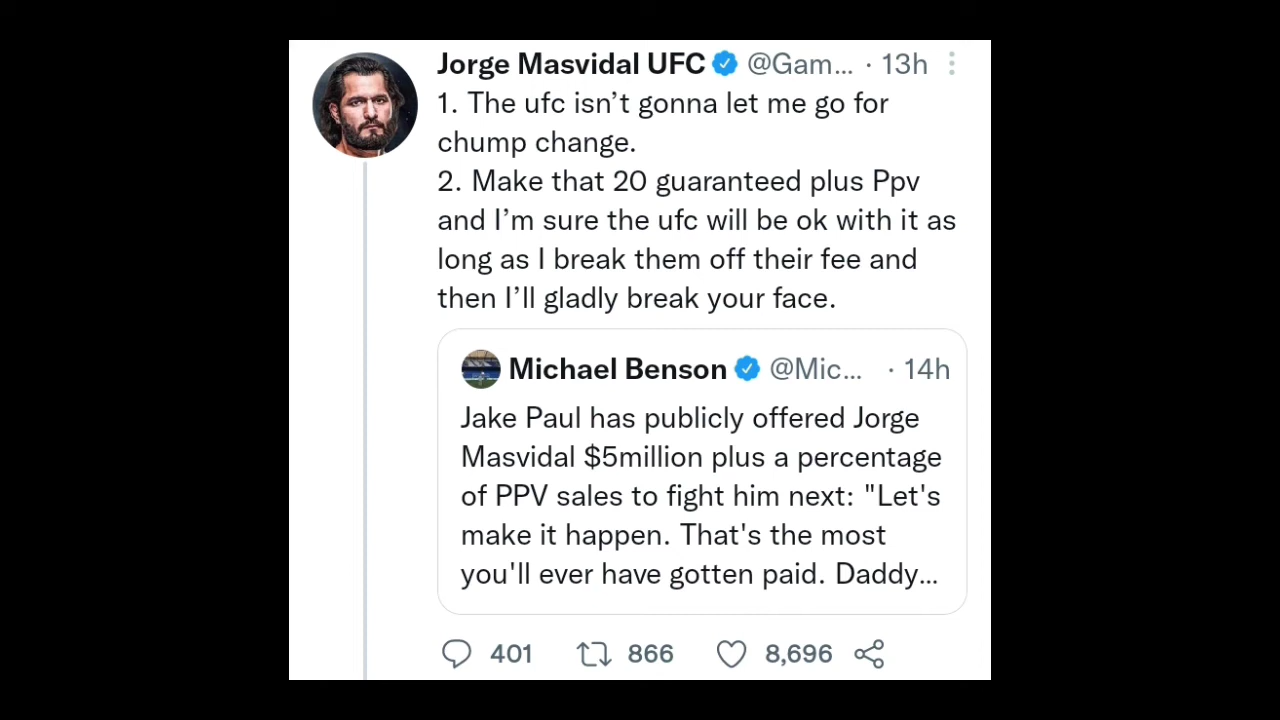 Jorge Masvidal UFC @Gam... · 13h
1. The ufc isn’t gonna let me go for
chump change.
2. Make that 20 guaranteed plus Ppv
and I’m sure the ufc will be ok with it as
long as I break them off their fee and
then I’ll gladly break your face.
Michael Benson @Mic... · 14h
Jake Paul has publicly offered Jorge
Masvidal $5million plus a percentage
of PPV sales to fight him next: "Let's
make it happen. That's the most
you'll ever have gotten paid. Daddy...
401 866 8,696